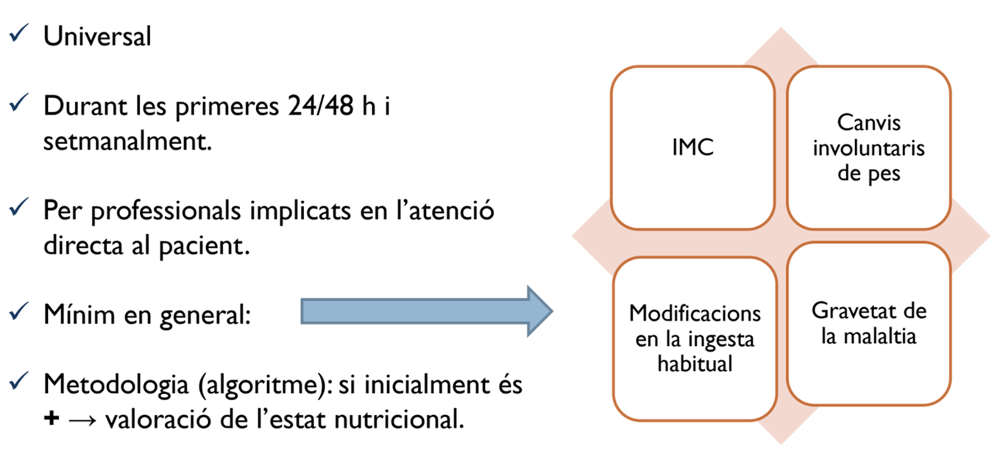 ✓ Universal
✓ Durant les primeres 24/48 h i
setmanalment.
✓ Per professionals implicats en l’atenció
directa al pacient.
✓ Mínim en general:
✓ Metodologia (algoritme): si inicialment és
+ → valoració de l’estat nutricional.
IMC
Canvis
involuntaris
de pes
Modificacions
en la ingesta
habitual
Gravetat de
la malaltia